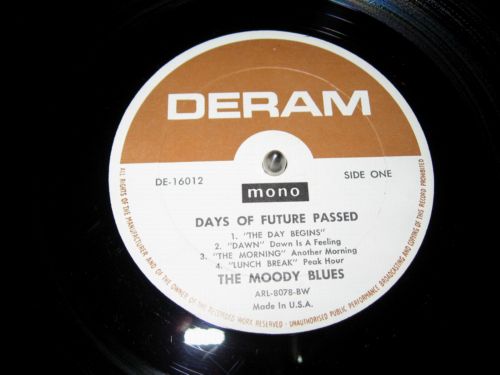 DERAM
DE-16012
mono
SIDE ONE
DAYS OF FUTURE PASSED
1. "THE DAY BEGINS"
2. "DAWN" Dawn Is A Feeling
3. "THE MORNING" Another Morning
4. "LUNCH BREAK" Peak Hour
THE MOODY BLUES
ARL-8078-BW
Made In U.S.A.
ALL RIGHTS OF THE MANUFACTURER AND OF THE OWNER OF THE RECORDED WORK RESERVED - UNAUTHORISED PUBLIC PERFORMANCE BROADCASTING AND COPYING OF THIS RECORD PROHIBITED